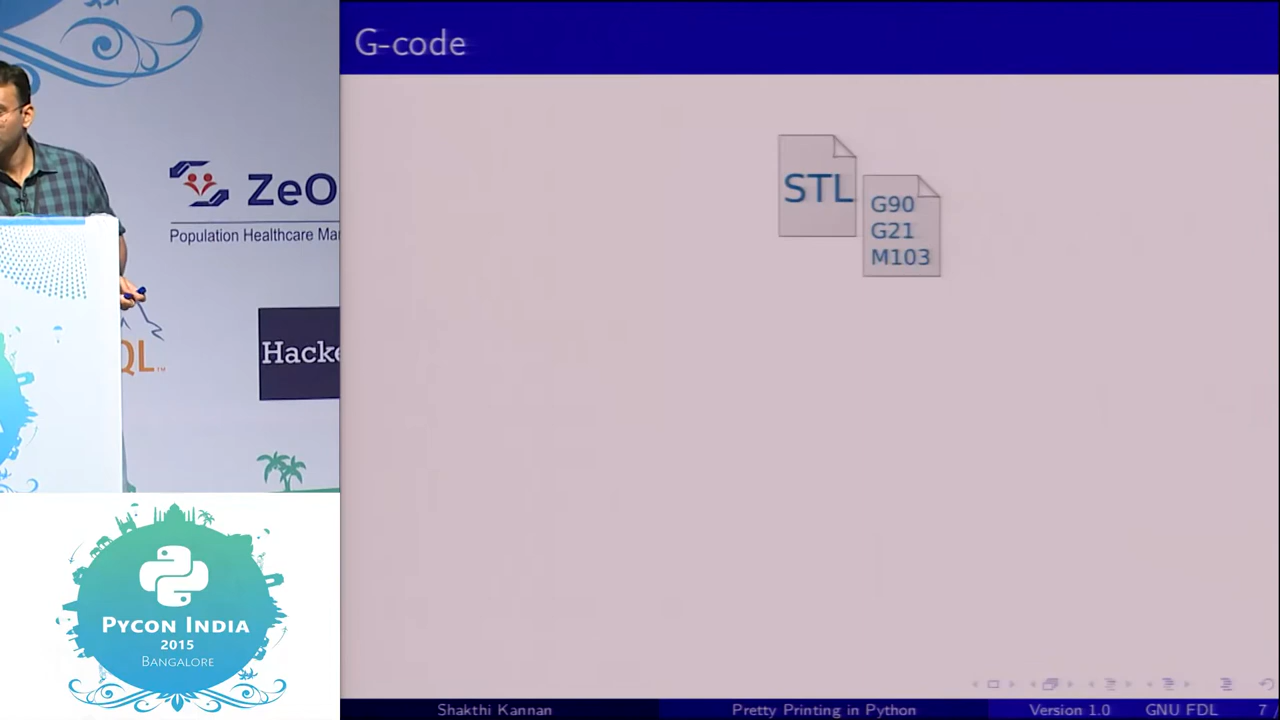 G-code
STL
G90
G21
M103
ZeO
Population Healthcare Ma
QL™
Hacke
PYCON INDIA
2015
BANGALORE
Shakthi Kannan
Pretty Printing in Python
Version 1.0
GNU FDL
7